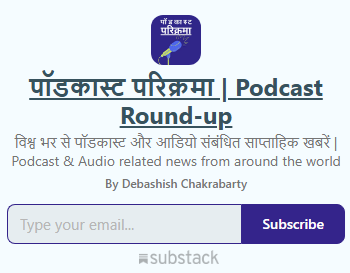 पॉडकास्ट
परिक्रमा
पॉडकास्ट परिक्रमा | Podcast
Round-up
विश्व भर से पॉडकास्ट और आडियो संबंधित साप्ताहिक खबरें |
Podcast & Audio related news from around the world
By Debashish Chakrabarty
Type your email... Subscribe
substack